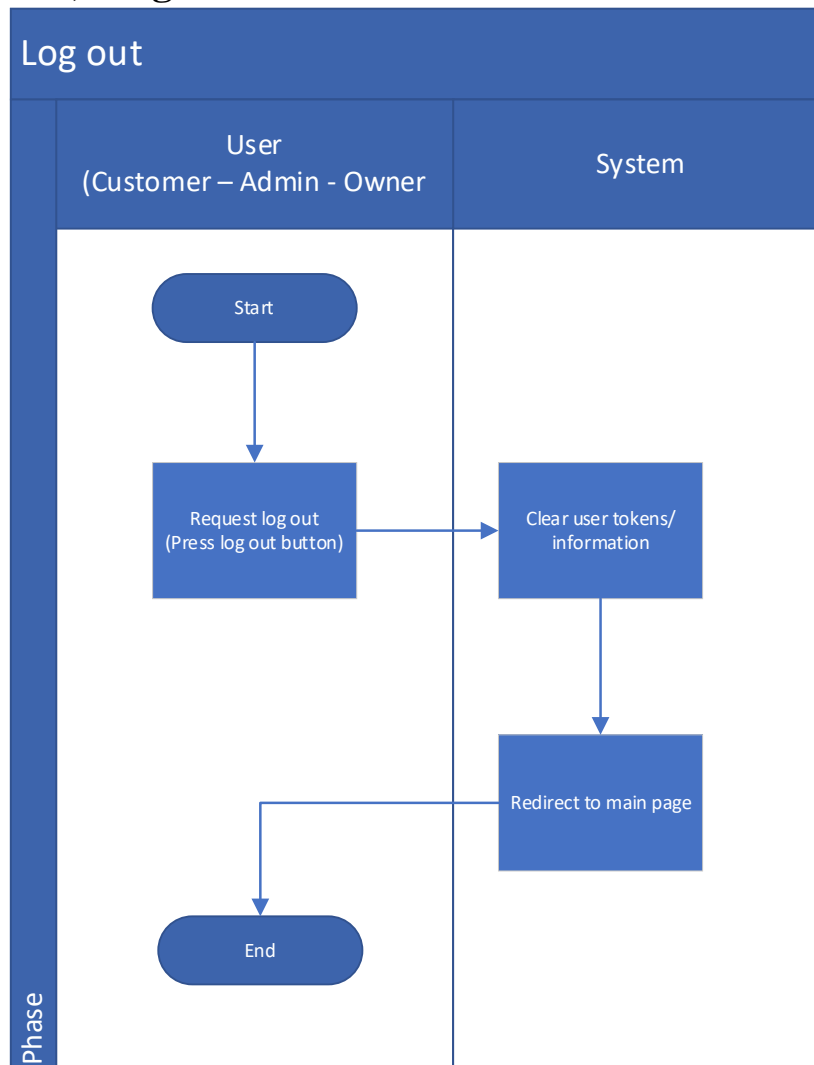 Log out
User
(Customer – Admin - Owner
System
Start
Request log out
(Press log out button)
Clear user tokens/
information
Redirect to main page
End
Phase